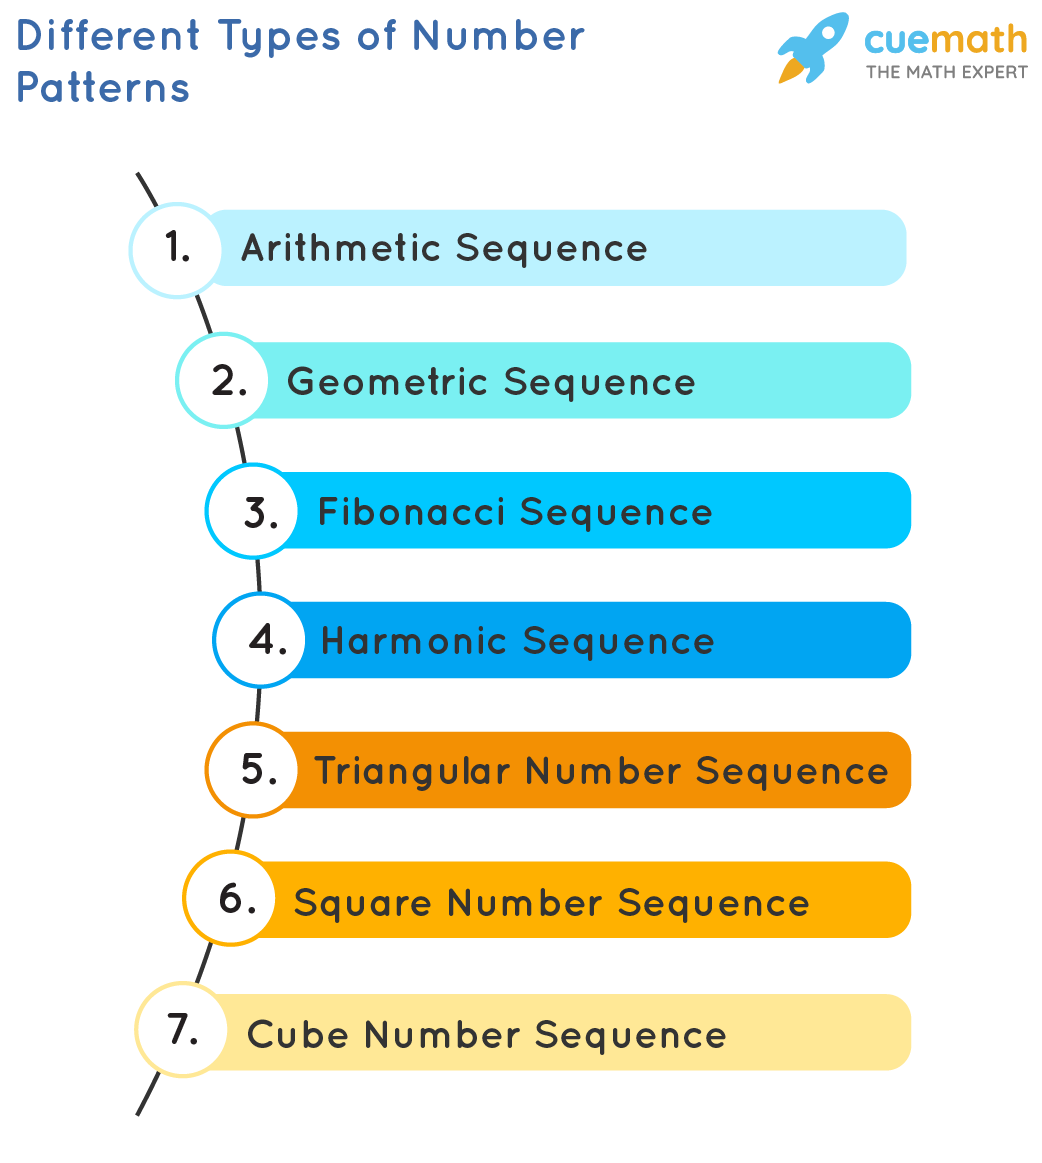 Different Types of Number
Patterns
cuemath
THE MATH EXPERT
1. Arithmetic Sequence
2. Geometric Sequence
3. Fibonacci Sequence
4. Harmonic Sequence
5. Triangular Number Sequence
6. Square Number Sequence
7. Cube Number Sequence